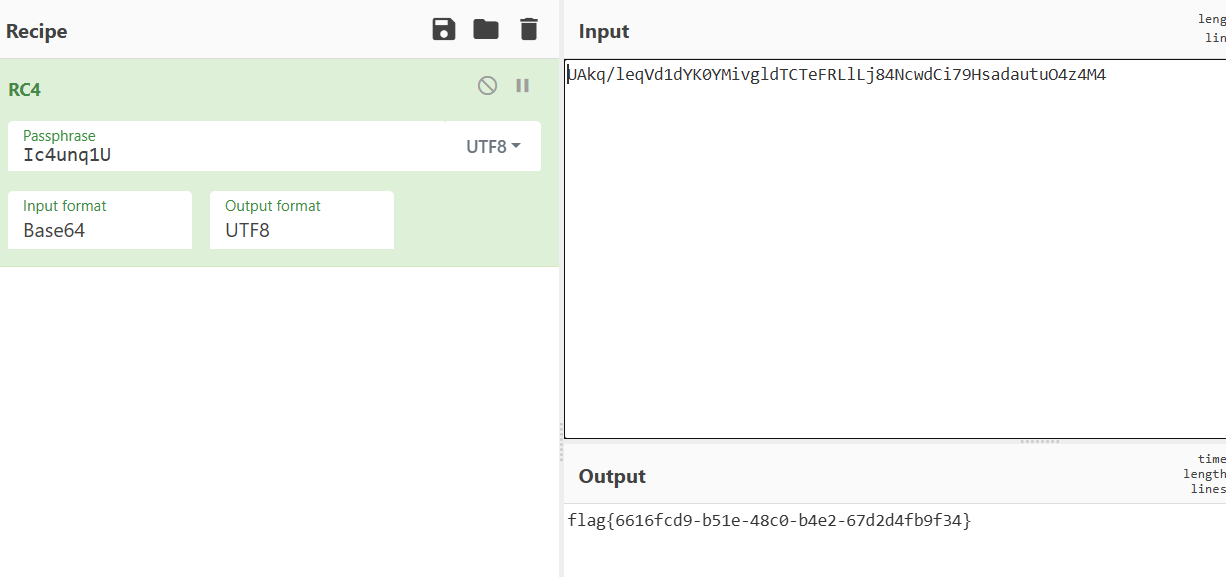 Recipe
RC4
Passphrase
Ic4unq1U
UTF8
Input format
Base64
Output format
UTF8
Input
leng
lin
UAkq/leqVd1dYK0YMivgldTCTeFRLlLj84NcwdCi79HsadautuO4z4M4
Output
time
length
lines
flag{6616fcd9-b51e-48c0-b4e2-67d2d4fb9f34}